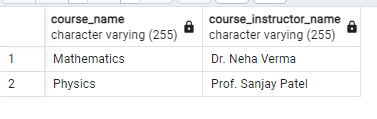 course_name course_instructor_name
character varying (255) character varying (255)
1 Mathematics Dr. Neha Verma
2 Physics Prof. Sanjay Patel